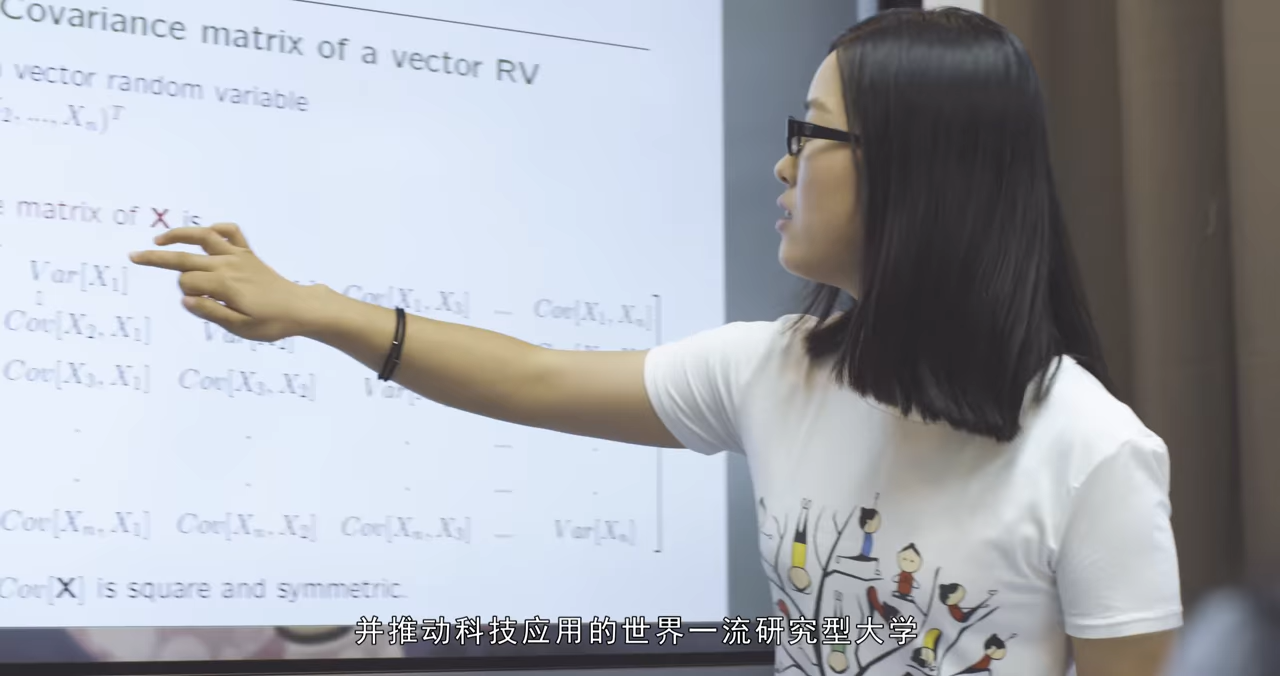 Covariance matrix of a vector RV
vector random variable
2, ..., Xₙ)ᵀ
matrix of X is
Var[X₁] Cov[X₁, X₃] ... Cov[X₁, Xₙ]
Cov[X₂, X₁]
Cov[X₃, X₁] Cov[X₃, X₂] Var
Cov[Xₙ, X₁] Cov[Xₙ, X₂] Cov[Xₙ, X₃] ... Var[Xₙ]
Cov[X] is square and symmetric.
并推动科技应用的世界一流研究型大学